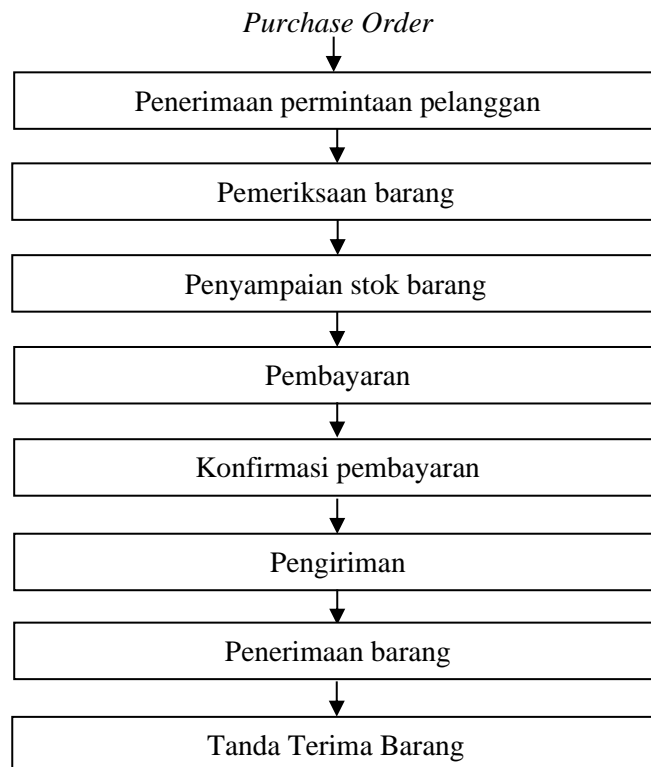 Purchase Order
Penerimaan permintaan pelanggan
Pemeriksaan barang
Penyampaian stok barang
Pembayaran
Konfirmasi pembayaran
Pengiriman
Penerimaan barang
Tanda Terima Barang